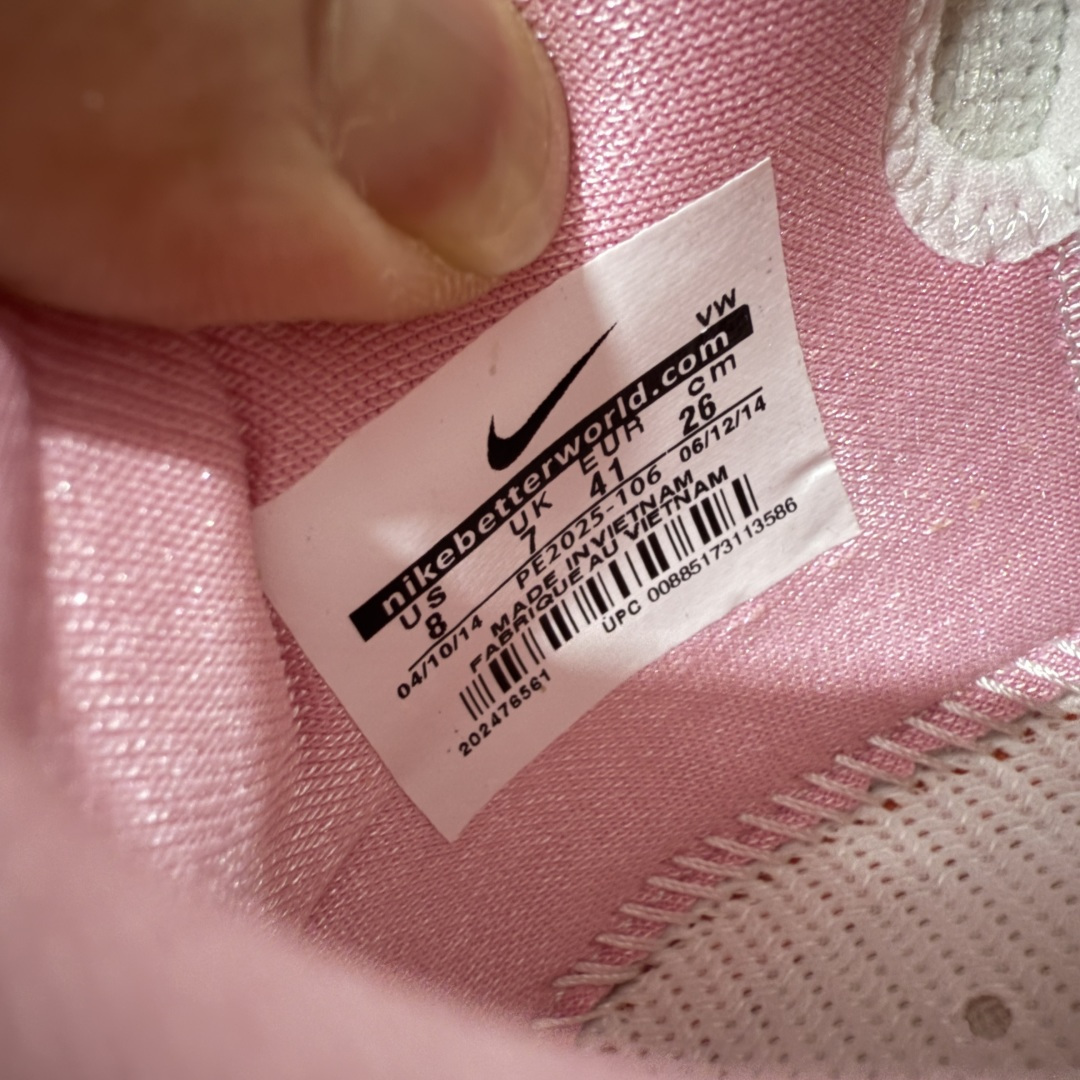 VW
nikebetterworld.com
US UK EUR cm
8 7 41 26
04/10/14 PE2025-106 06/12/14
MADE IN VIETNAM
FABRIQUE AU VIETNAM
202476561 UPC 00885173113586